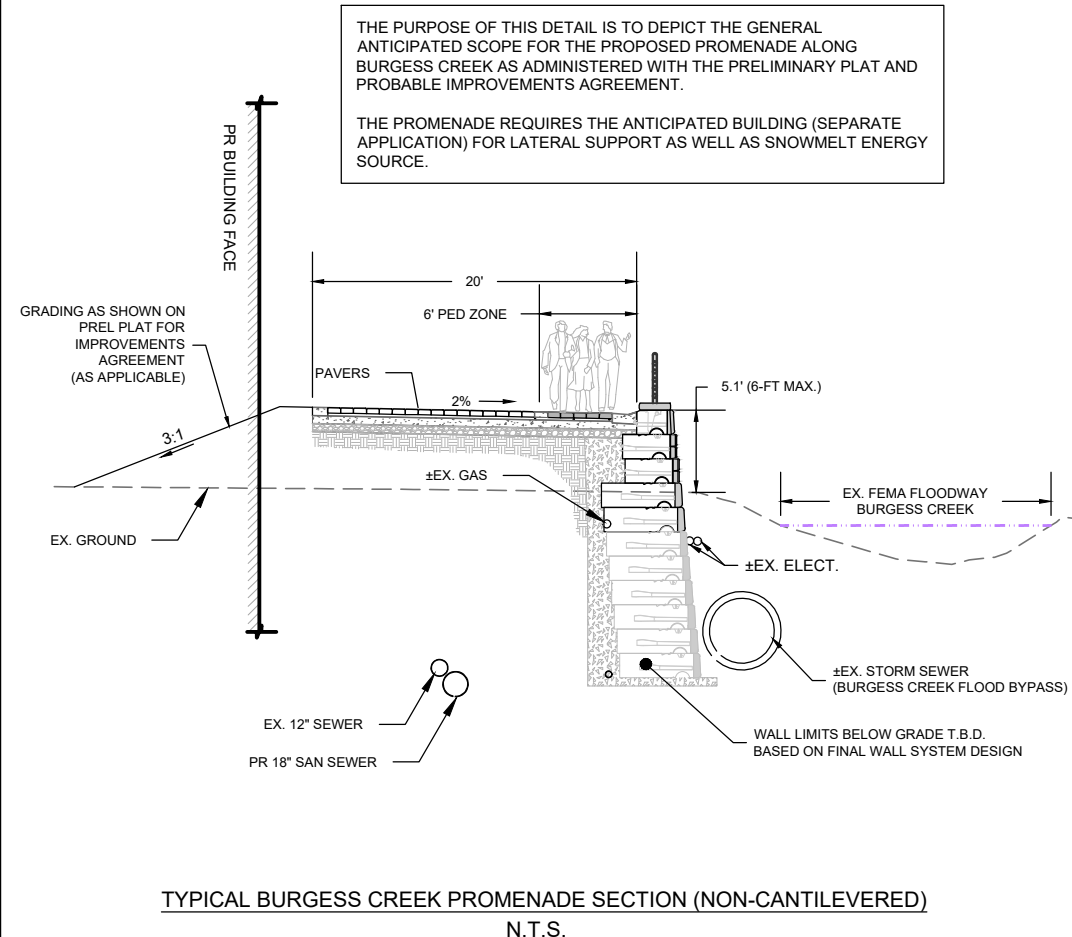 THE PURPOSE OF THIS DETAIL IS TO DEPICT THE GENERAL
ANTICIPATED SCOPE FOR THE PROPOSED PROMENADE ALONG
BURGESS CREEK AS ADMINISTERED WITH THE PRELIMINARY PLAT AND
PROBABLE IMPROVEMENTS AGREEMENT.
THE PROMENADE REQUIRES THE ANTICIPATED BUILDING (SEPARATE
APPLICATION) FOR LATERAL SUPPORT AS WELL AS SNOWMELT ENERGY
SOURCE.
PR BUILDING FACE
20'
6' PED ZONE
GRADING AS SHOWN ON
PREL PLAT FOR
IMPROVEMENTS
AGREEMENT
(AS APPLICABLE)
PAVERS
2%
5.1' (6-FT MAX.)
3:1
±EX. GAS
EX. FEMA FLOODWAY
BURGESS CREEK
EX. GROUND
±EX. ELECT.
±EX. STORM SEWER
(BURGESS CREEK FLOOD BYPASS)
EX. 12" SEWER
PR 18" SAN SEWER
WALL LIMITS BELOW GRADE T.B.D.
BASED ON FINAL WALL SYSTEM DESIGN
TYPICAL BURGESS CREEK PROMENADE SECTION (NON-CANTILEVERED)
N.T.S.